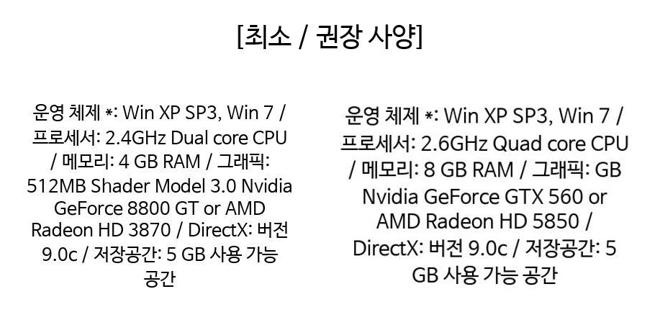 [최소 / 권장 사양]
운영 체제 *: Win XP SP3, Win 7 /
프로세서: 2.4GHz Dual core CPU
/ 메모리: 4 GB RAM / 그래픽:
512MB Shader Model 3.0 Nvidia
GeForce 8800 GT or AMD
Radeon HD 3870 / DirectX: 버전
9.0c / 저장공간: 5 GB 사용 가능
공간
운영 체제 *: Win XP SP3, Win 7 /
프로세서: 2.6GHz Quad core CPU
/ 메모리: 8 GB RAM / 그래픽: GB
Nvidia GeForce GTX 560 or
AMD Radeon HD 5850 /
DirectX: 버전 9.0c / 저장공간: 5
GB 사용 가능 공간